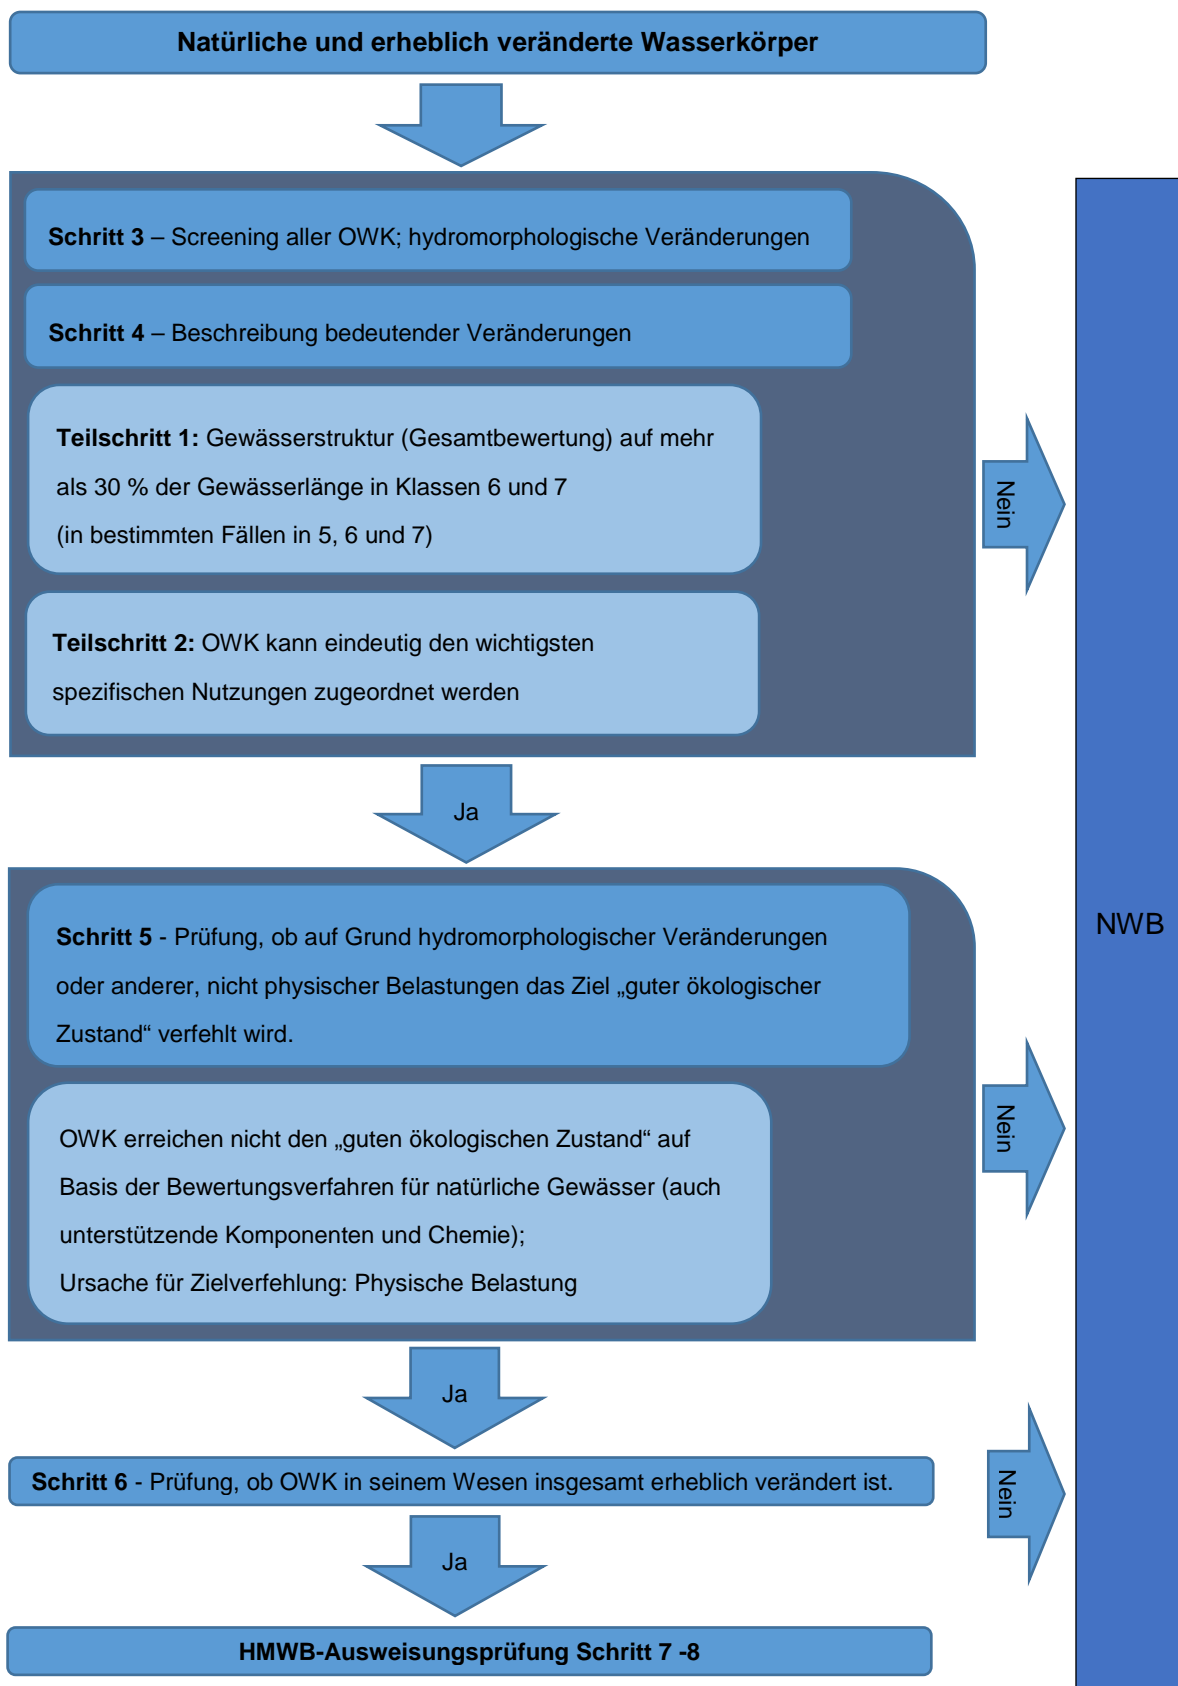 Natürliche und erheblich veränderte Wasserkörper
Schritt 3 – Screening aller OWK; hydromorphologische Veränderungen
Schritt 4 – Beschreibung bedeutender Veränderungen
Teilschritt 1: Gewässerstruktur (Gesamtbewertung) auf mehr
als 30 % der Gewässerlänge in Klassen 6 und 7
(in bestimmten Fällen in 5, 6 und 7)
Teilschritt 2: OWK kann eindeutig den wichtigsten
spezifischen Nutzungen zugeordnet werden
Nein
Ja
NWB
Schritt 5 - Prüfung, ob auf Grund hydromorphologischer Veränderungen
oder anderer, nicht physischer Belastungen das Ziel „guter ökologischer
Zustand“ verfehlt wird.
OWK erreichen nicht den „guten ökologischen Zustand“ auf
Basis der Bewertungsverfahren für natürliche Gewässer (auch
unterstützende Komponenten und Chemie);
Ursache für Zielverfehlung: Physische Belastung
Nein
Ja
Schritt 6 - Prüfung, ob OWK in seinem Wesen insgesamt erheblich verändert ist.
Nein
Ja
HMWB-Ausweisungsprüfung Schritt 7 -8